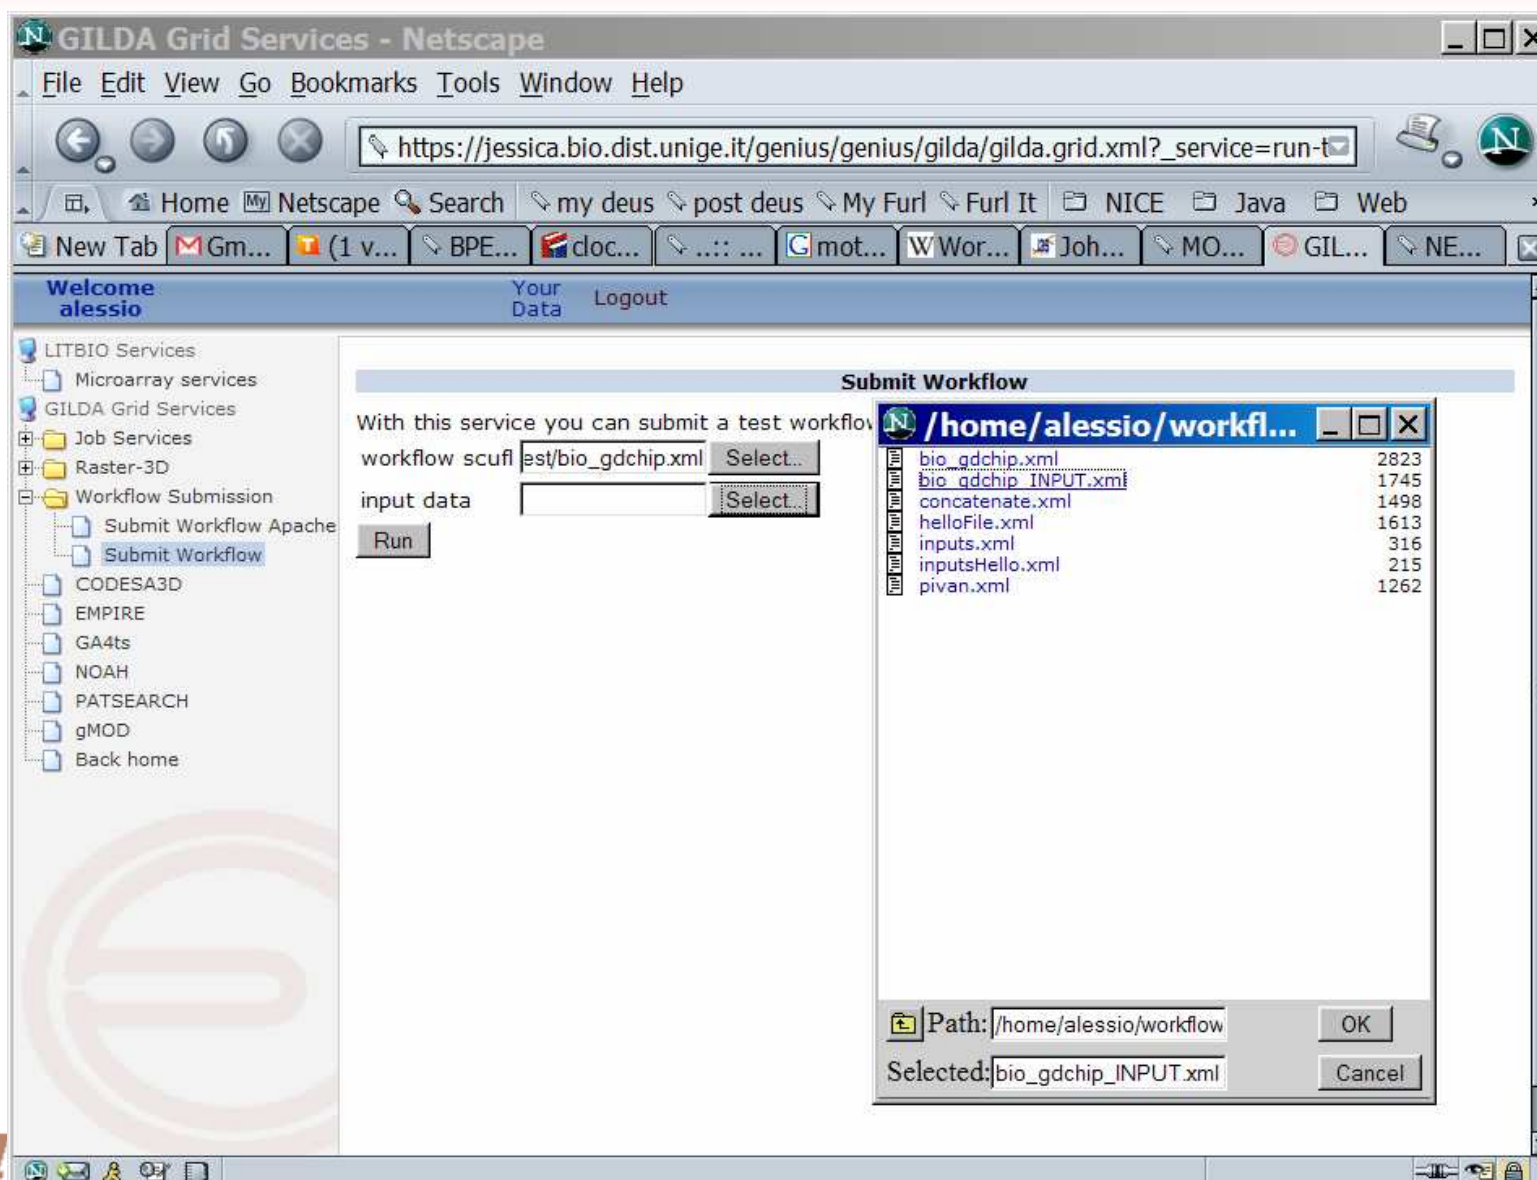 GILDA Grid Services - Netscape
File Edit View Go Bookmarks Tools Window Help
https://jessica.bio.dist.unige.it/genius/genius/gilda/gilda.grid.xml?_service=run-t
Home My Netscape Search my deus post deus My Furl Furl It NICE Java Web
New Tab Gm... (1 v... BPE... cloc... ..:: ... G mot... W Wor... Joh... MO... GIL... NE...
Welcome alessio Your Data Logout
LITBIO Services
Microarray services
GILDA Grid Services
Job Services
Raster-3D
Workflow Submission
Submit Workflow Apache
Submit Workflow
CODESA3D
EMPIRE
GA4ts
NOAH
PATSEARCH
gMOD
Back home
Submit Workflow
With this service you can submit a test workflow
workflow scufl est/bio_gdchip.xml Select...
input data Select...
Run
/home/alessio/workfl...
bio_gdchip.xml 2823
bio_gdchip_INPUT.xml 1745
concatenate.xml 1498
helloFile.xml 1613
inputs.xml 316
inputsHello.xml 215
pivan.xml 1262
Path: /home/alessio/workflow OK
Selected: bio_gdchip_INPUT.xml Cancel